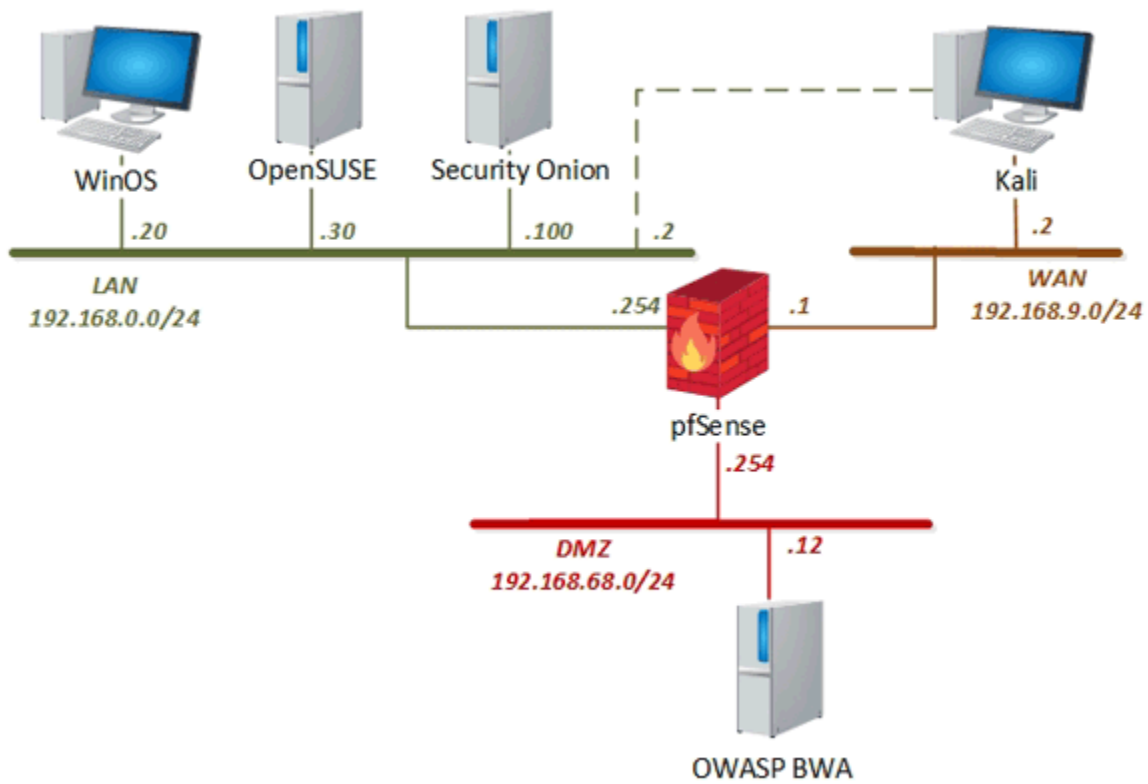 WinOS
OpenSUSE
Security Onion
Kali
.20
.30
.100
.2
.2
LAN
192.168.0.0/24
WAN
192.168.9.0/24
.254
.1
pfSense
.254
DMZ
192.168.68.0/24
.12
OWASP BWA